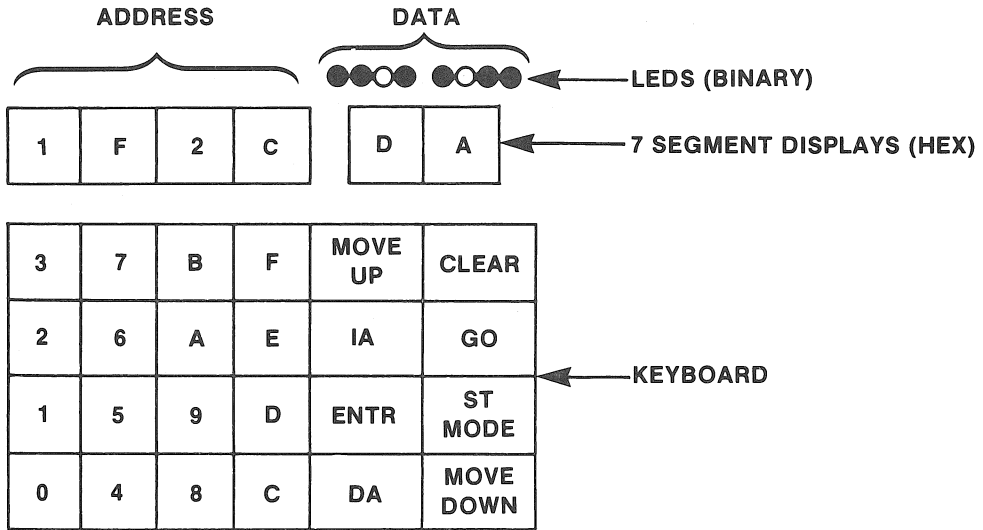 ADDRESS DATA
LEDS (BINARY)
1 F 2 C D A 7 SEGMENT DISPLAYS (HEX)
3 7 B F MOVE UP CLEAR
2 6 A E IA GO
KEYBOARD
1 5 9 D ENTR ST MODE
0 4 8 C DA MOVE DOWN